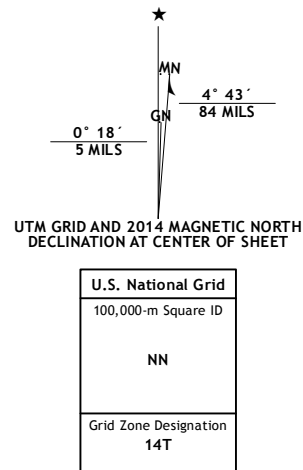 ★
MN
GN
4° 43´
84 MILS
0° 18´
5 MILS
UTM GRID AND 2014 MAGNETIC NORTH
DECLINATION AT CENTER OF SHEET
U.S. National Grid
100,000-m Square ID
NN
Grid Zone Designation
14T